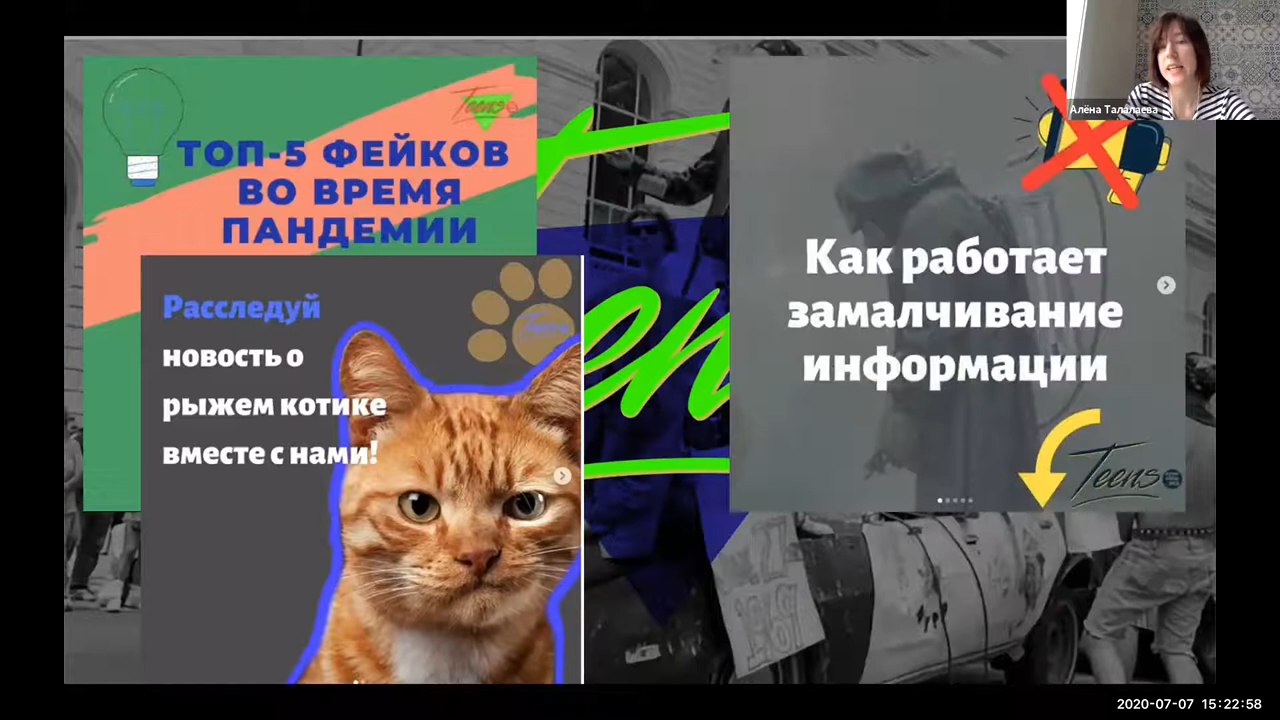 Teens
ТОП-5 ФЕЙКОВ
ВО ВРЕМЯ
ПАНДЕМИИ
Расследуй
новость о
рыжем котике
вместе с нами!
en
Как работает
замалчивание
информации
Teens
Алёна Талалаева
2020-07-07 15:22:58